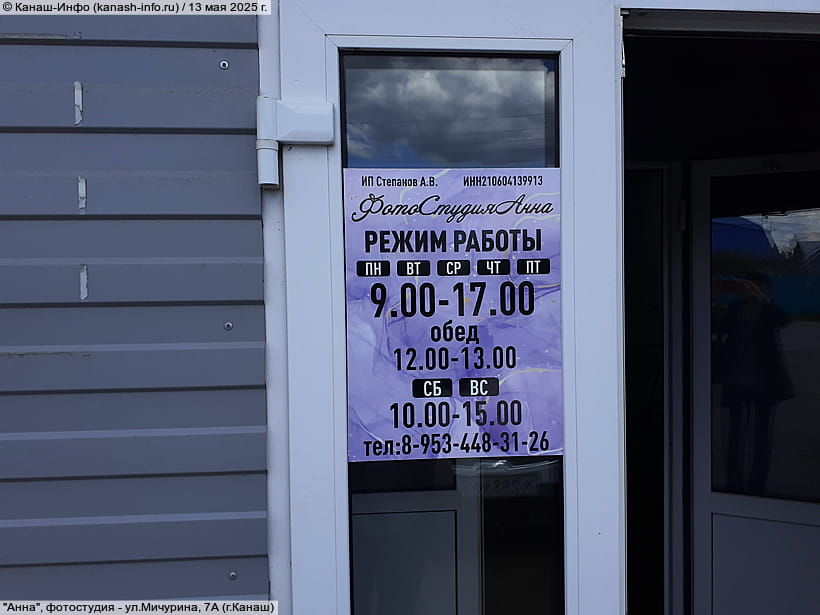 © Канаш-Инфо (kanash-info.ru) / 13 мая 2025 г.
ИП Степанов А.В. ИНН210604139913
ФотоСтудияАнна
РЕЖИМ РАБОТЫ
ПН ВТ СР ЧТ ПТ
9.00-17.00
обед
12.00-13.00
СБ ВС
10.00-15.00
тел:8-953-448-31-26
"Анна", фотостудия - ул.Мичурина, 7А (г.Канаш)